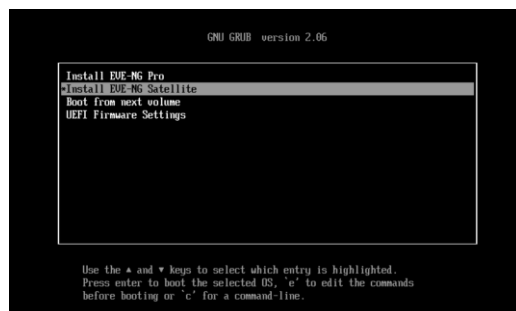 GNU GRUB version 2.06
Install EVE-NG Pro
*Install EVE-NG Satellite
Boot from next volume
UEFI Firmware Settings
Use the ▲ and ▼ keys to select which entry is highlighted.
Press enter to boot the selected OS, `e' to edit the commands
before booting or `c' for a command-line.